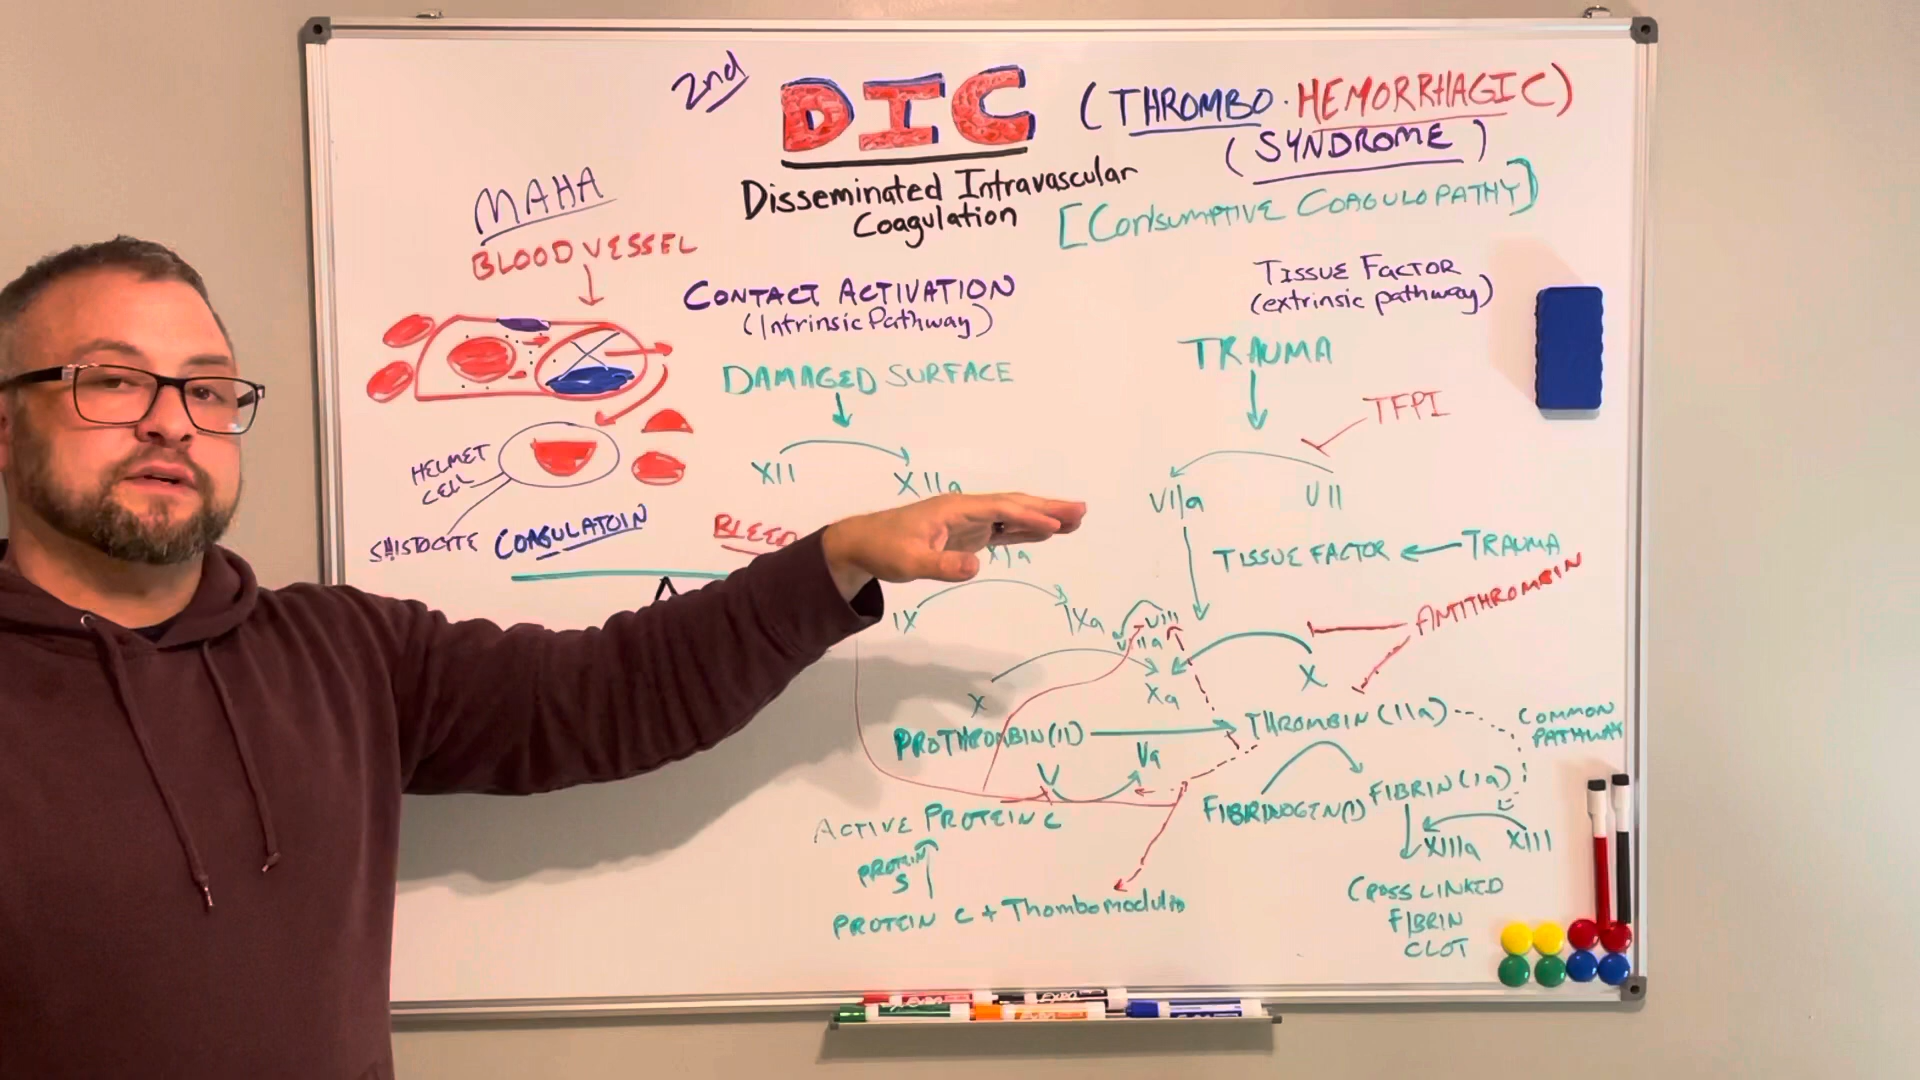 2nd
DIC
(THROMBO-HEMORRHAGIC)
(SYNDROME)
Disseminated Intravascular
Coagulation
[CONSUMPTIVE COAGULOPATHY]
MAHA
BLOOD VESSEL
HELMET
CELL
SHISTOCYTE
COAGULATOIN
BLEED
CONTACT ACTIVATION
(Intrinsic Pathway)
DAMAGED SURFACE
XII
XIIa
XIa
IX
IXa
VIII
VIIIa
X
Xa
TISSUE FACTOR
(extrinsic pathway)
TRAUMA
TFPI
VIIa
VII
TISSUE FACTOR ← TRAUMA
ANTITHROMBIN
X
PROTHROMBIN(II)
THROMBIN (IIa)
COMMON
PATHWAY
V
Va
FIBRINOGEN(I)
FIBRIN (Ia)
XIIIa
XIII
CROSS LINKED
FIBRIN
CLOT
ACTIVE PROTEIN C
PROTEIN
S
PROTEIN C + Thombomodulin